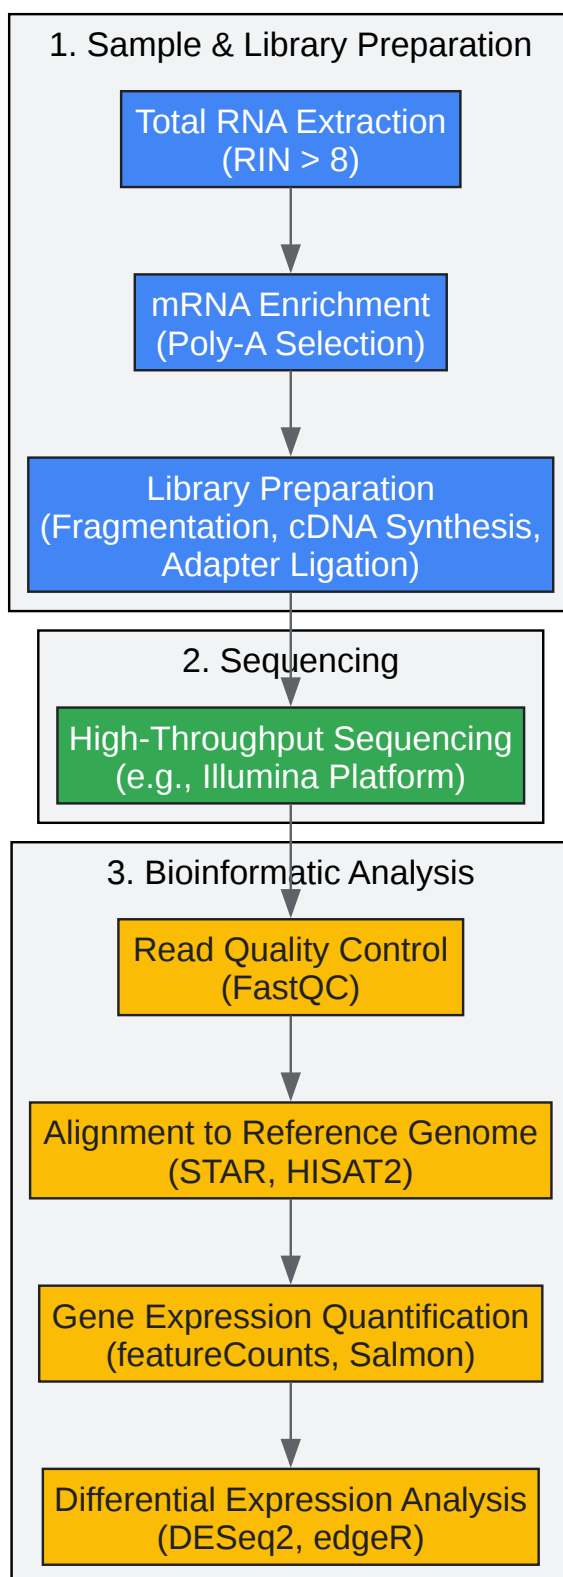 1. Sample & Library Preparation
Total RNA Extraction
(RIN > 8)
mRNA Enrichment
(Poly-A Selection)
Library Preparation
(Fragmentation, cDNA Synthesis,
Adapter Ligation)
2. Sequencing
High-Throughput Sequencing
(e.g., Illumina Platform)
3. Bioinformatic Analysis
Read Quality Control
(FastQC)
Alignment to Reference Genome
(STAR, HISAT2)
Gene Expression Quantification
(featureCounts, Salmon)
Differential Expression Analysis
(DESeq2, edgeR)